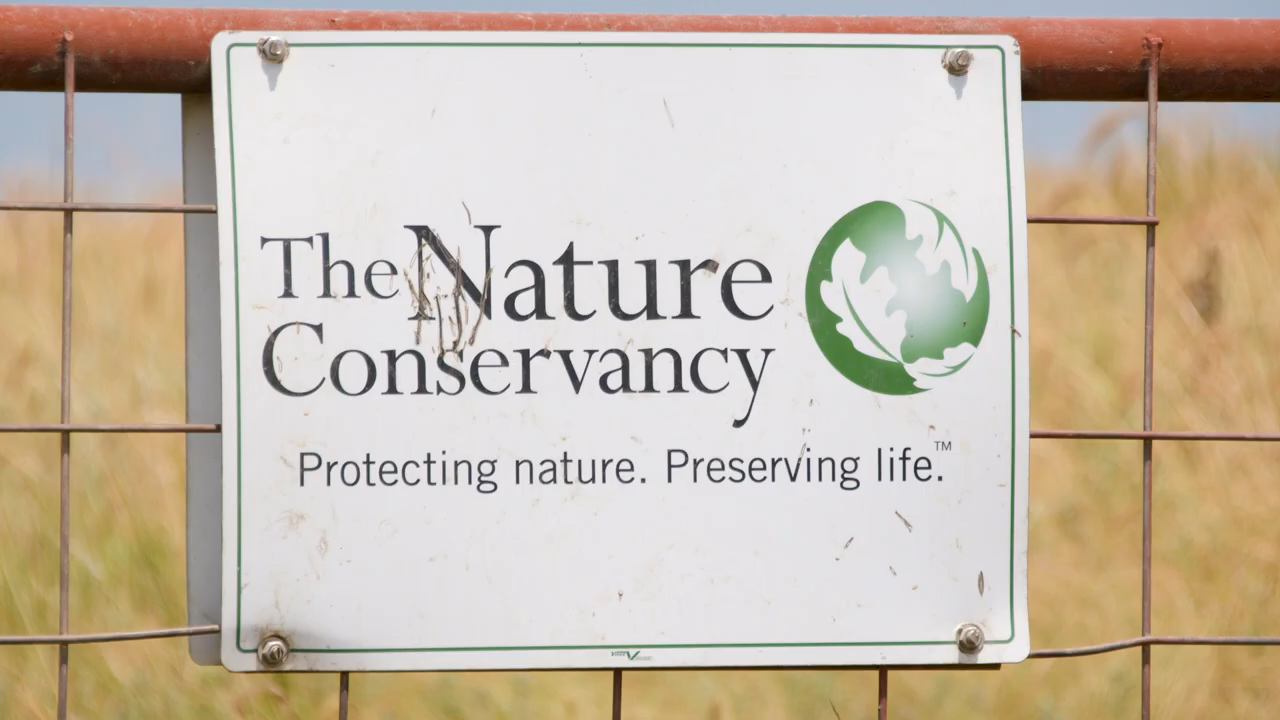 The Nature
Conservancy
Protecting nature. Preserving life.™